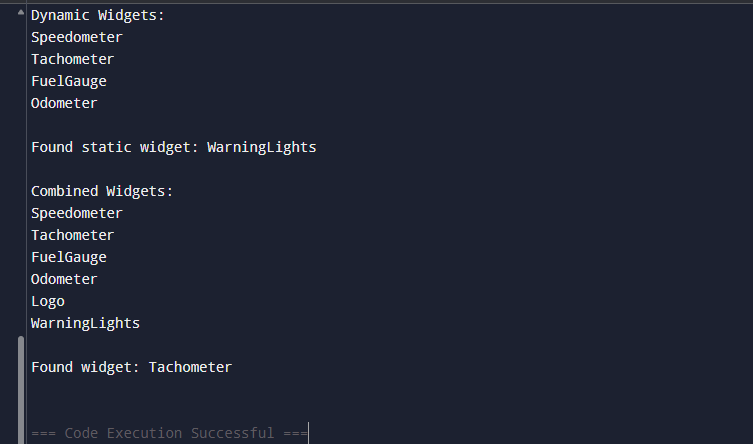 Dynamic Widgets:
Speedometer
Tachometer
FuelGauge
Odometer
Found static widget: WarningLights
Combined Widgets:
Speedometer
Tachometer
FuelGauge
Odometer
Logo
WarningLights
Found widget: Tachometer
=== Code Execution Successful ===